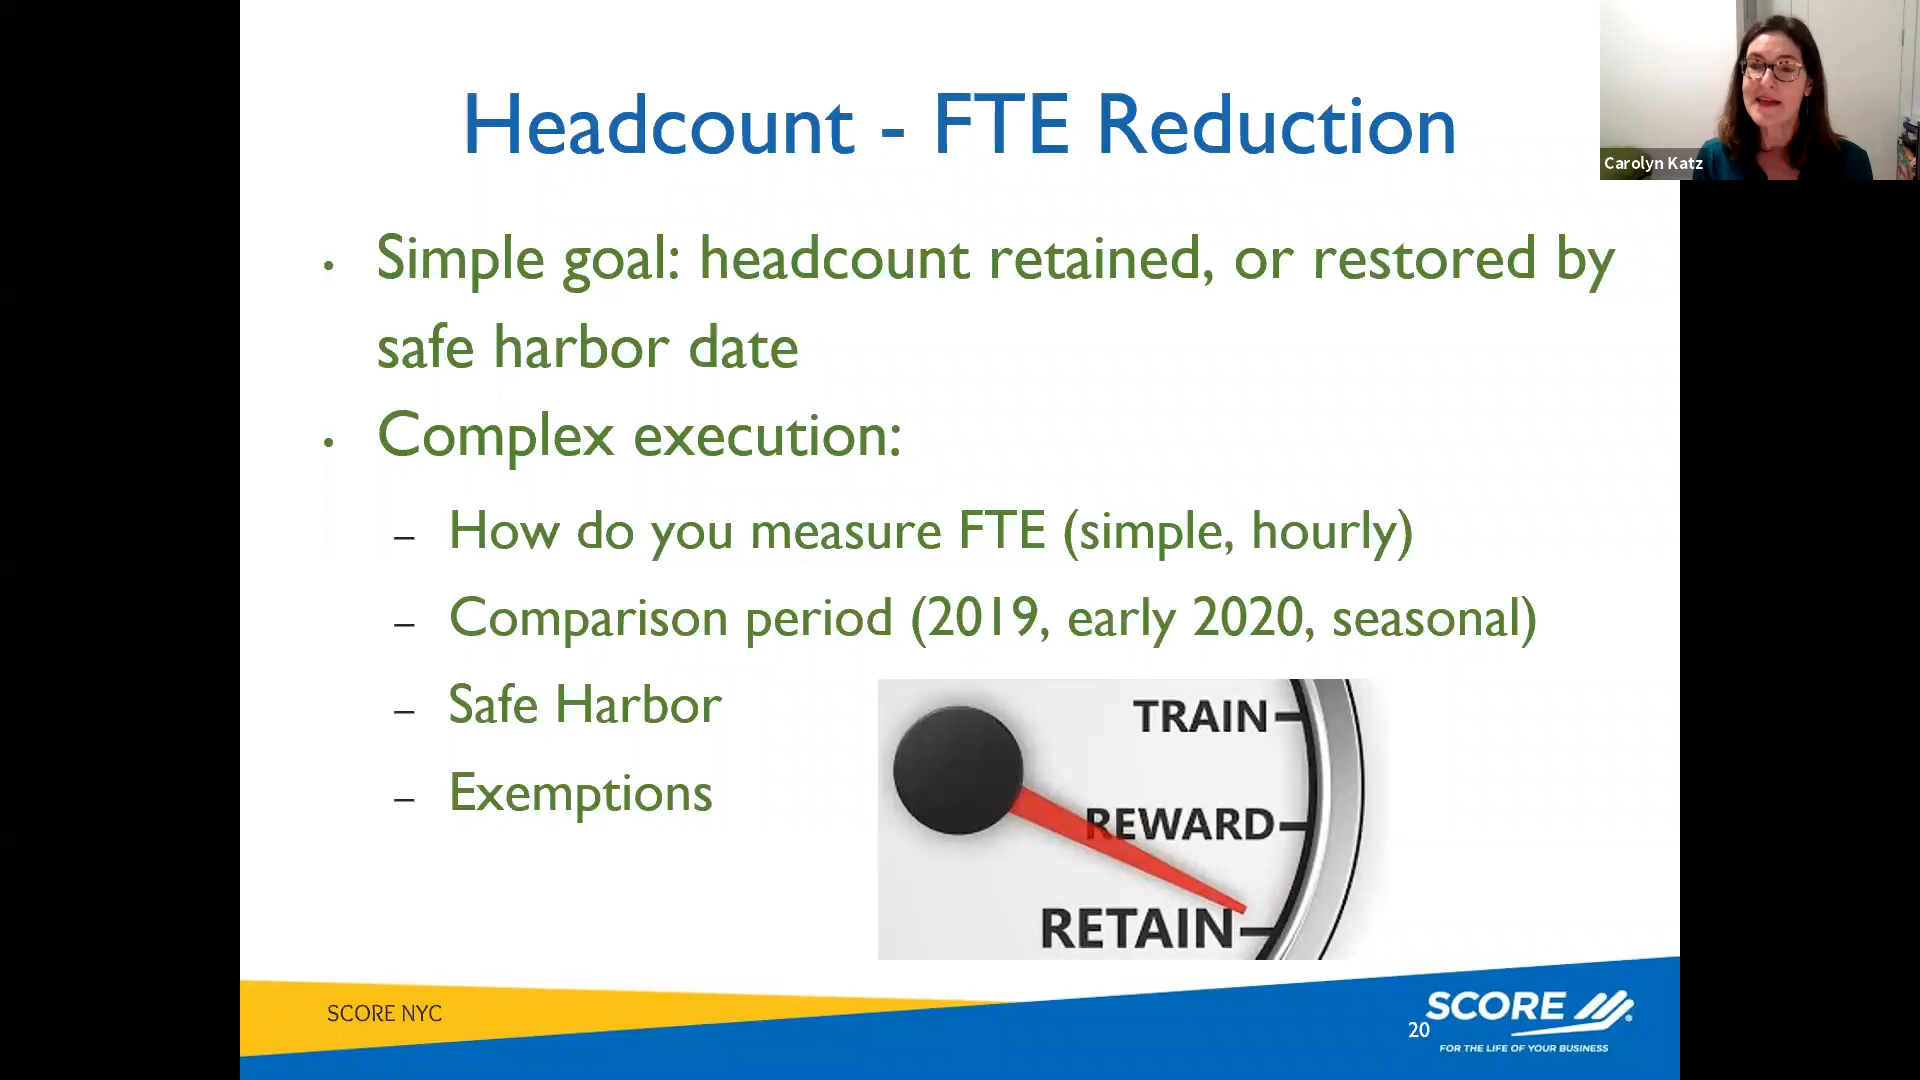 Headcount - FTE Reduction
Carolyn Katz
• Simple goal: headcount retained, or restored by
safe harbor date
• Complex execution:
– How do you measure FTE (simple, hourly)
– Comparison period (2019, early 2020, seasonal)
– Safe Harbor
– Exemptions
TRAIN
REWARD
RETAIN
SCORE NYC
20
SCORE
FOR THE LIFE OF YOUR BUSINESS